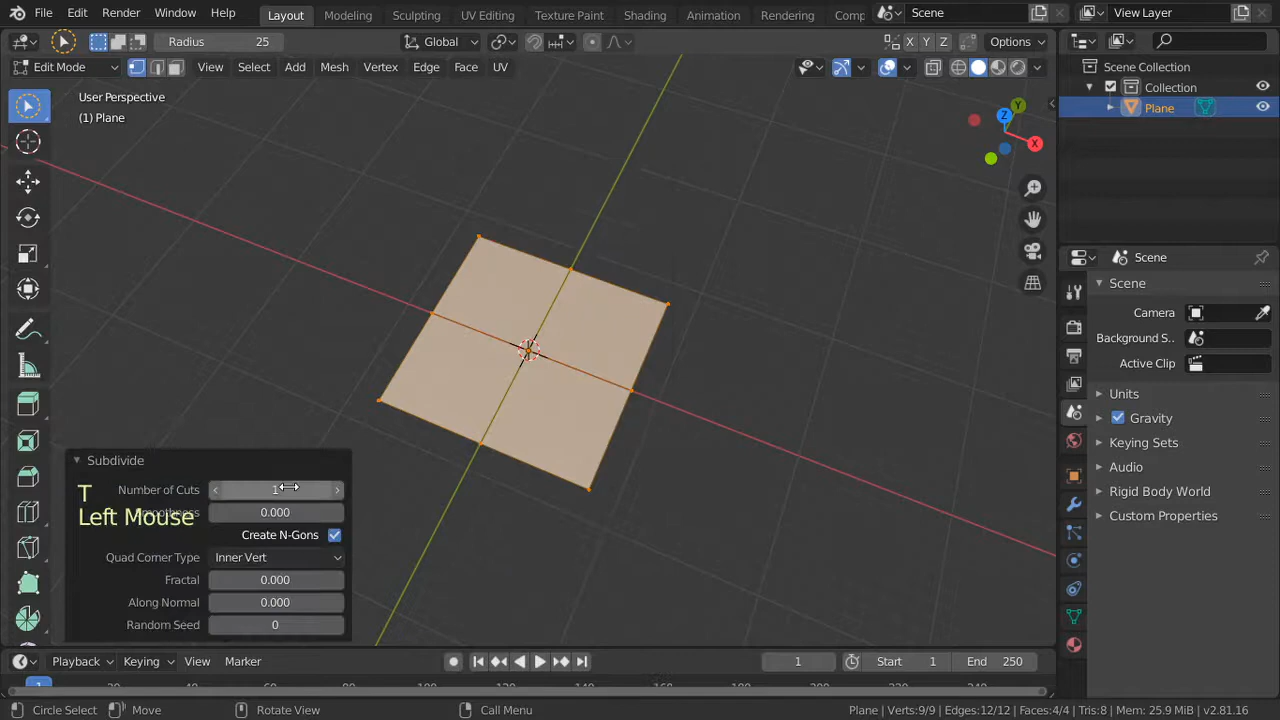 File Edit Render Window Help Layout Modeling Sculpting UV Editing Texture Paint Shading Animation Rendering Comp Scene View Layer
Radius 25 Global X Y Z Options
Edit Mode View Select Add Mesh Vertex Edge Face UV
Scene Collection
Collection
Plane
User Perspective
(1) Plane
Y
Z
X
Scene
Scene
Camera
Background S..
Active Clip
Units
Gravity
Keying Sets
Audio
Rigid Body World
Custom Properties
Subdivide
Number of Cuts 1
T
Left Mouse
0.000
Create N-Gons
Quad Corner Type Inner Vert
Fractal 0.000
Along Normal 0.000
Random Seed 0
Playback Keying View Marker 1 Start 1 End 250
1
Circle Select Move Rotate View Call Menu Plane | Verts:9/9 | Edges:12/12 | Faces:4/4 | Tris:8 | Mem: 25.9 MiB | v2.81.16